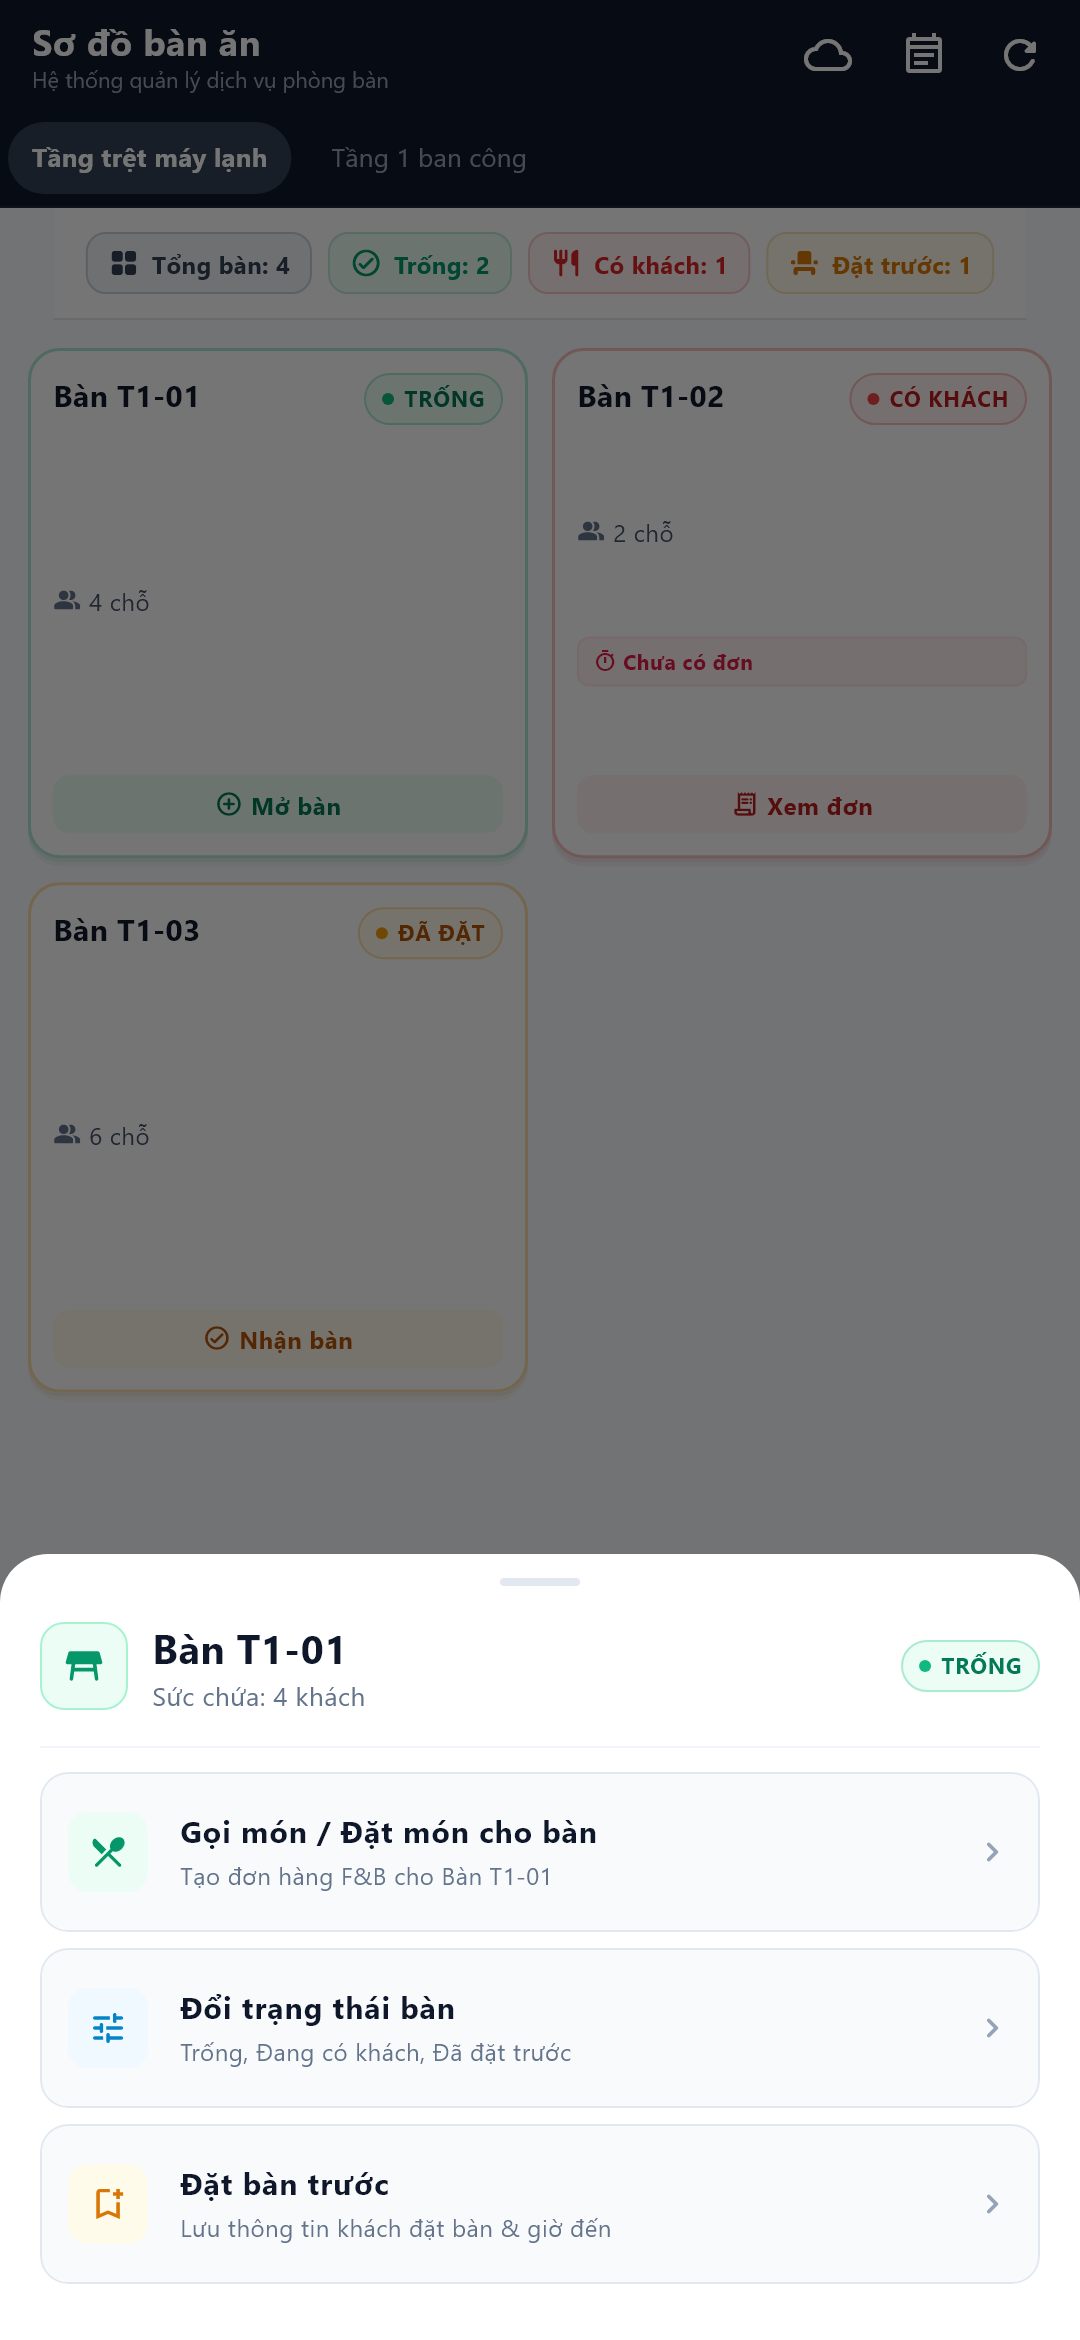 Sơ đồ bàn ăn
Hệ thống quản lý dịch vụ phòng bàn
Tầng trệt máy lạnh
Tầng 1 ban công
Tổng bàn: 4
Trống: 2
Có khách: 1
Đặt trước: 1
Bàn T1-01
TRỐNG
4 chỗ
Mở bàn
Bàn T1-02
CÓ KHÁCH
2 chỗ
Chưa có đơn
Xem đơn
Bàn T1-03
ĐÃ ĐẶT
6 chỗ
Nhận bàn
Bàn T1-01
Sức chứa: 4 khách
TRỐNG
Gọi món / Đặt món cho bàn
Tạo đơn hàng F&B cho Bàn T1-01
Đổi trạng thái bàn
Trống, Đang có khách, Đã đặt trước
Đặt bàn trước
Lưu thông tin khách đặt bàn & giờ đến